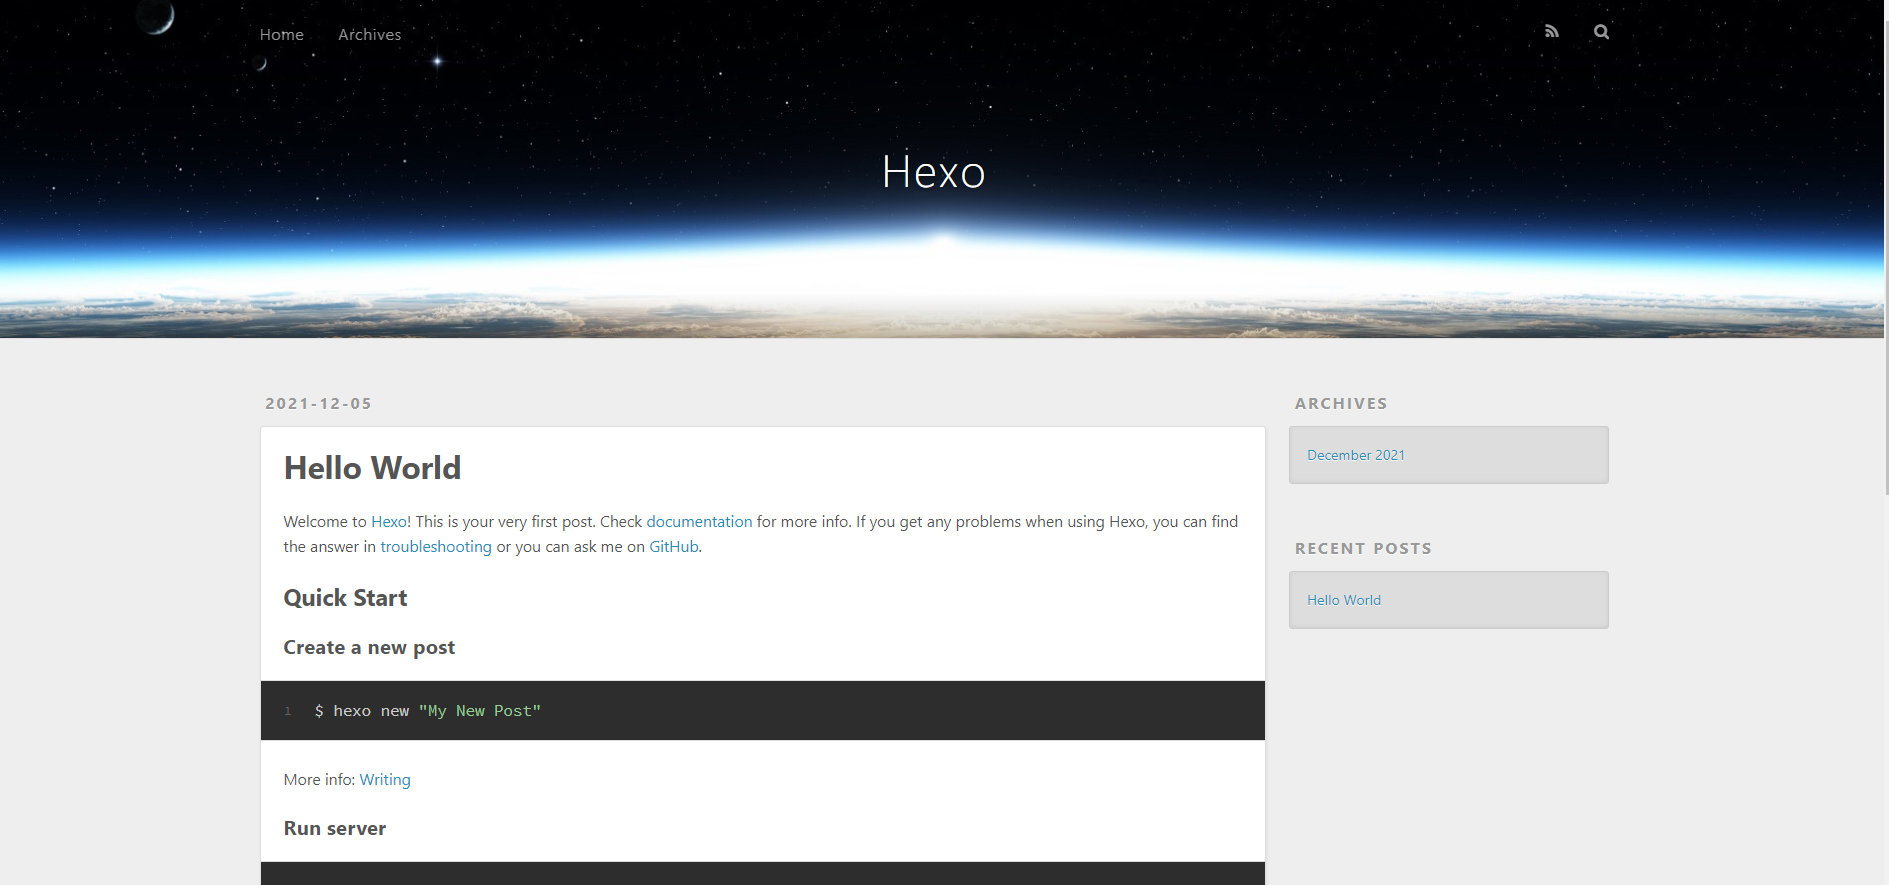 Home Archives
Hexo
2021-12-05
Hello World
Welcome to Hexo! This is your very first post. Check documentation for more info. If you get any problems when using Hexo, you can find
the answer in troubleshooting or you can ask me on GitHub.
Quick Start
Create a new post
1 $ hexo new "My New Post"
More info: Writing
Run server
ARCHIVES
December 2021
RECENT POSTS
Hello World